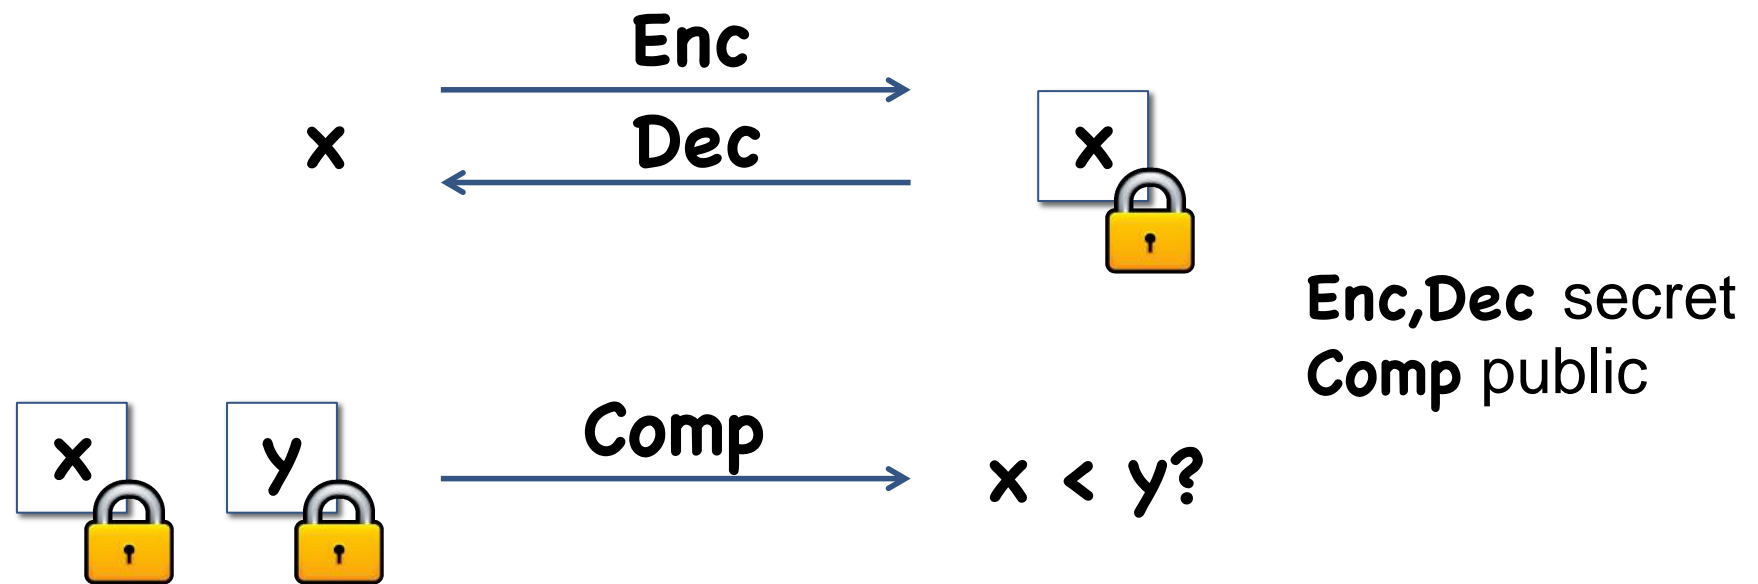 Enc
x
Dec
x
Enc,Dec secret
Comp public
x
y
Comp
x < y?